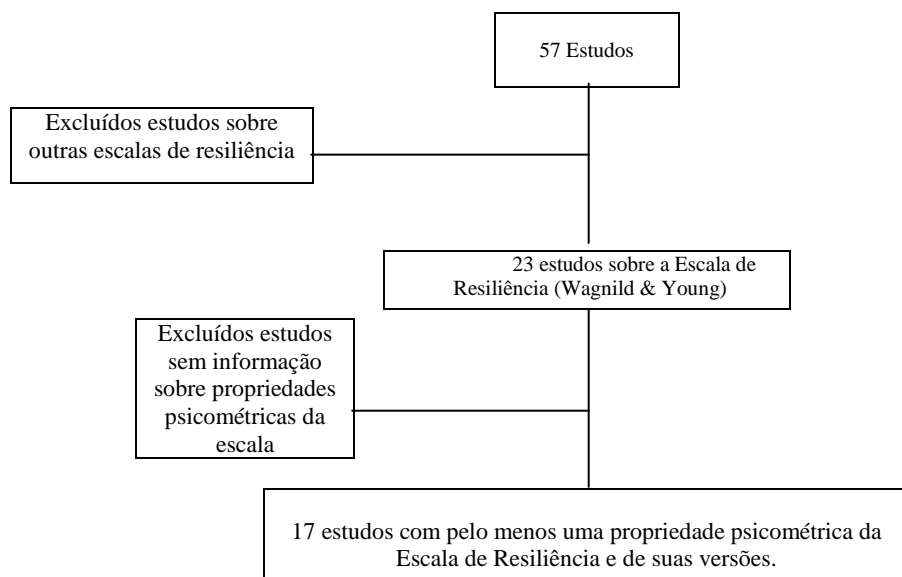 57 Estudos
Excluídos estudos sobre
outras escalas de resiliência
23 estudos sobre a Escala de
Resiliência (Wagnild & Young)
Excluídos estudos
sem informação
sobre propriedades
psicométricas da
escala
17 estudos com pelo menos uma propriedade psicométrica da
Escala de Resiliência e de suas versões.